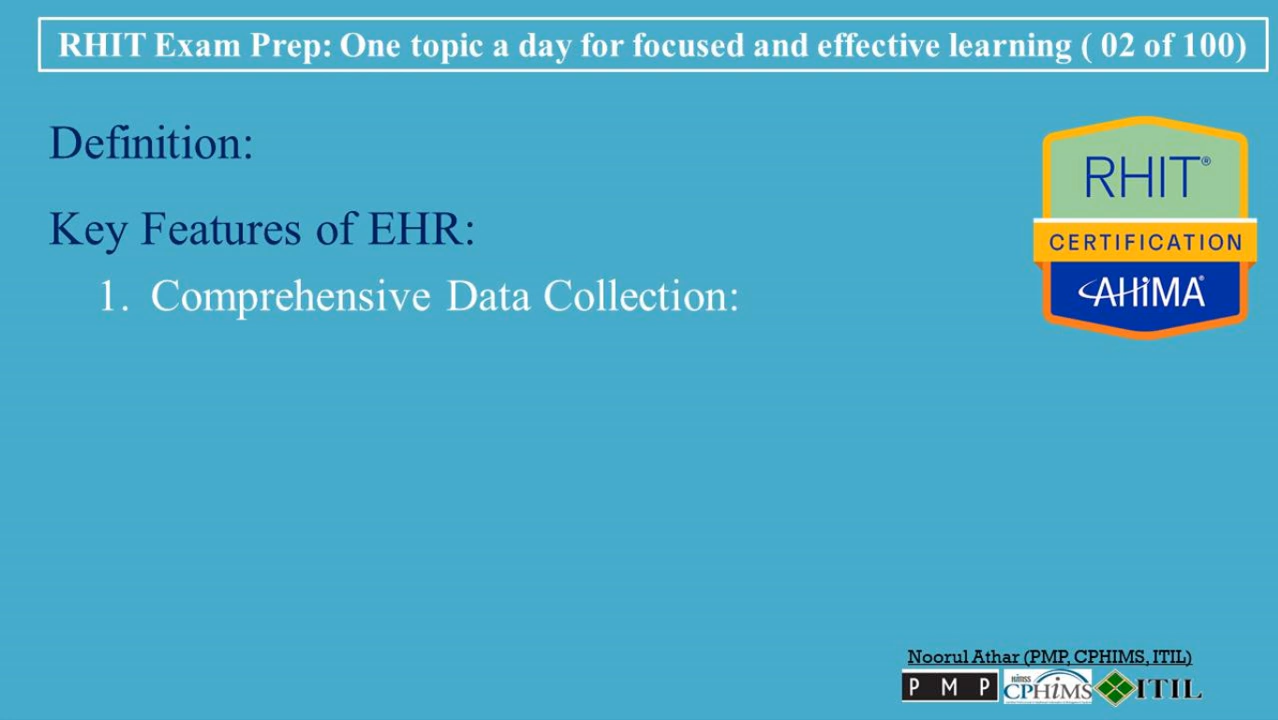 RHIT Exam Prep: One topic a day for focused and effective learning ( 02 of 100)
Definition:
Key Features of EHR:
1. Comprehensive Data Collection:
RHIT®
CERTIFICATION
AHiMA®
Noorul Athar (PMP, CPHIMS, ITIL)
P M P
himss
CPHiMS
ITIL